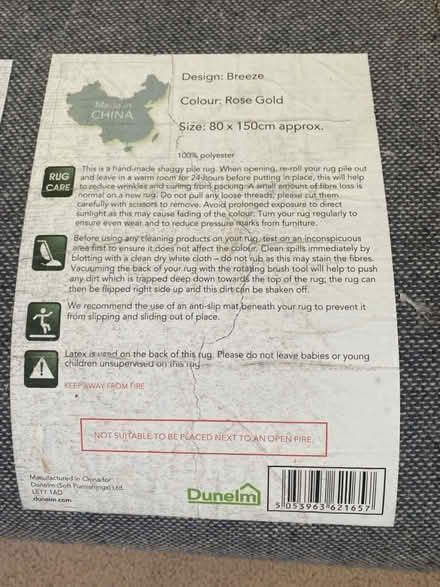 Made in
CHINA
Design: Breeze
Colour: Rose Gold
Size: 80 x 150cm approx.
100% polyester
RUG
CARE
This is a hand-made shaggy pile rug. When opening, re-roll your rug pile out
and leave in a warm room for 24-hours before putting in place, this will help
to reduce wrinkles and curling from packing. A small amount of fibre loss is
normal on a new rug. Do not pull any loose threads, please cut them
carefully with scissors to remove. Avoid prolonged exposure to direct
sunlight as this may cause fading of the colour. Turn your rug regularly to
ensure even wear and to reduce pressure marks from furniture.
Before using any cleaning products on your rug, test on an inconspicuous
area first to ensure it does not affect the colour. Clean spills immediately by
blotting with a clean dry white cloth – do not rub as this may stain the fibres.
Vacuuming the back of your rug with the rotating brush tool will help to push
any dirt which is trapped deep down towards the top of the rug; the rug can
then be flipped right side up and this dirt can be shaken off.
We recommend the use of an anti-slip mat beneath your rug to prevent it
from slipping and sliding out of place.
Latex is used on the back of this rug. Please do not leave babies or young
children unsupervised on this rug
KEEP AWAY FROM FIRE
NOT SUITABLE TO BE PLACED NEXT TO AN OPEN FIRE.
Manufactured in China for
Dunelm (Soft Furnishings) Ltd.
LE7 1AD
dunelm.com
Dunelm
5 053963 621657